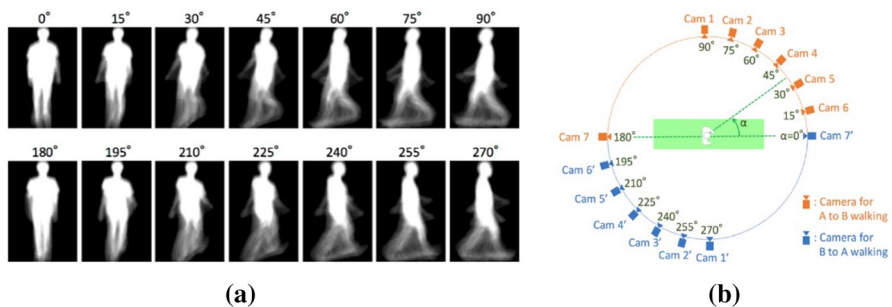 0° 15° 30° 45° 60° 75° 90°
180° 195° 210° 225° 240° 255° 270°
(a)
Cam 1
Cam 2
Cam 3
Cam 4
Cam 5
Cam 6
90°
75°
60°
45°
30°
15°
α
α=0°
Cam 7
180°
Cam 7′
Cam 6′
195°
Cam 5′
210°
Cam 4′
225°
Cam 3′
240°
Cam 2′
255°
Cam 1′
270°
: Camera for
A to B walking
: Camera for
B to A walking
(b)